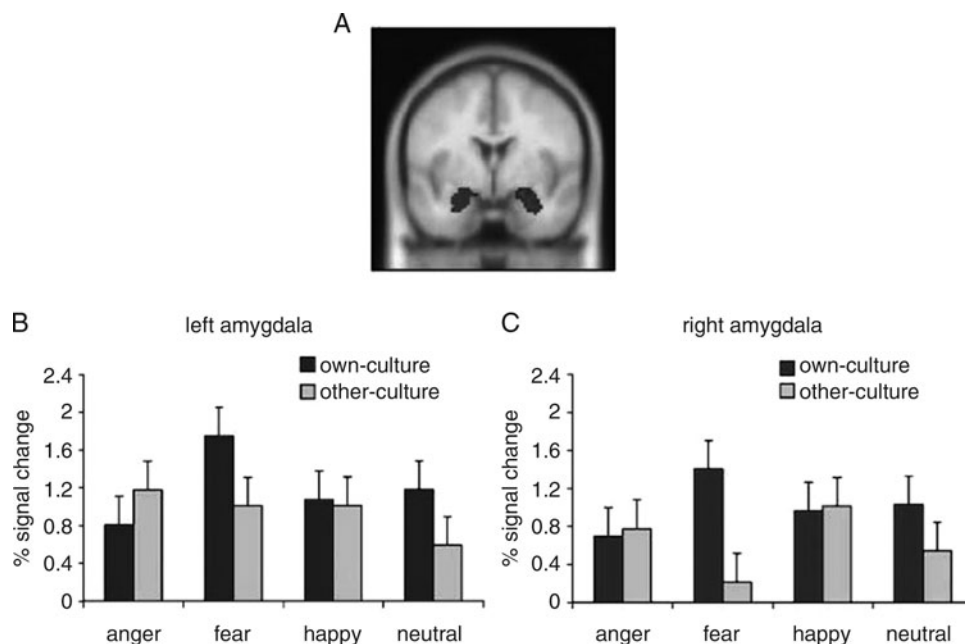 A
B
left amygdala
own-culture
other-culture
% signal change
2.4
2
1.6
1.2
0.8
0.4
0
anger fear happy neutral
C
right amygdala
own-culture
other-culture
% signal change
2.4
2
1.6
1.2
0.8
0.4
0
anger fear happy neutral